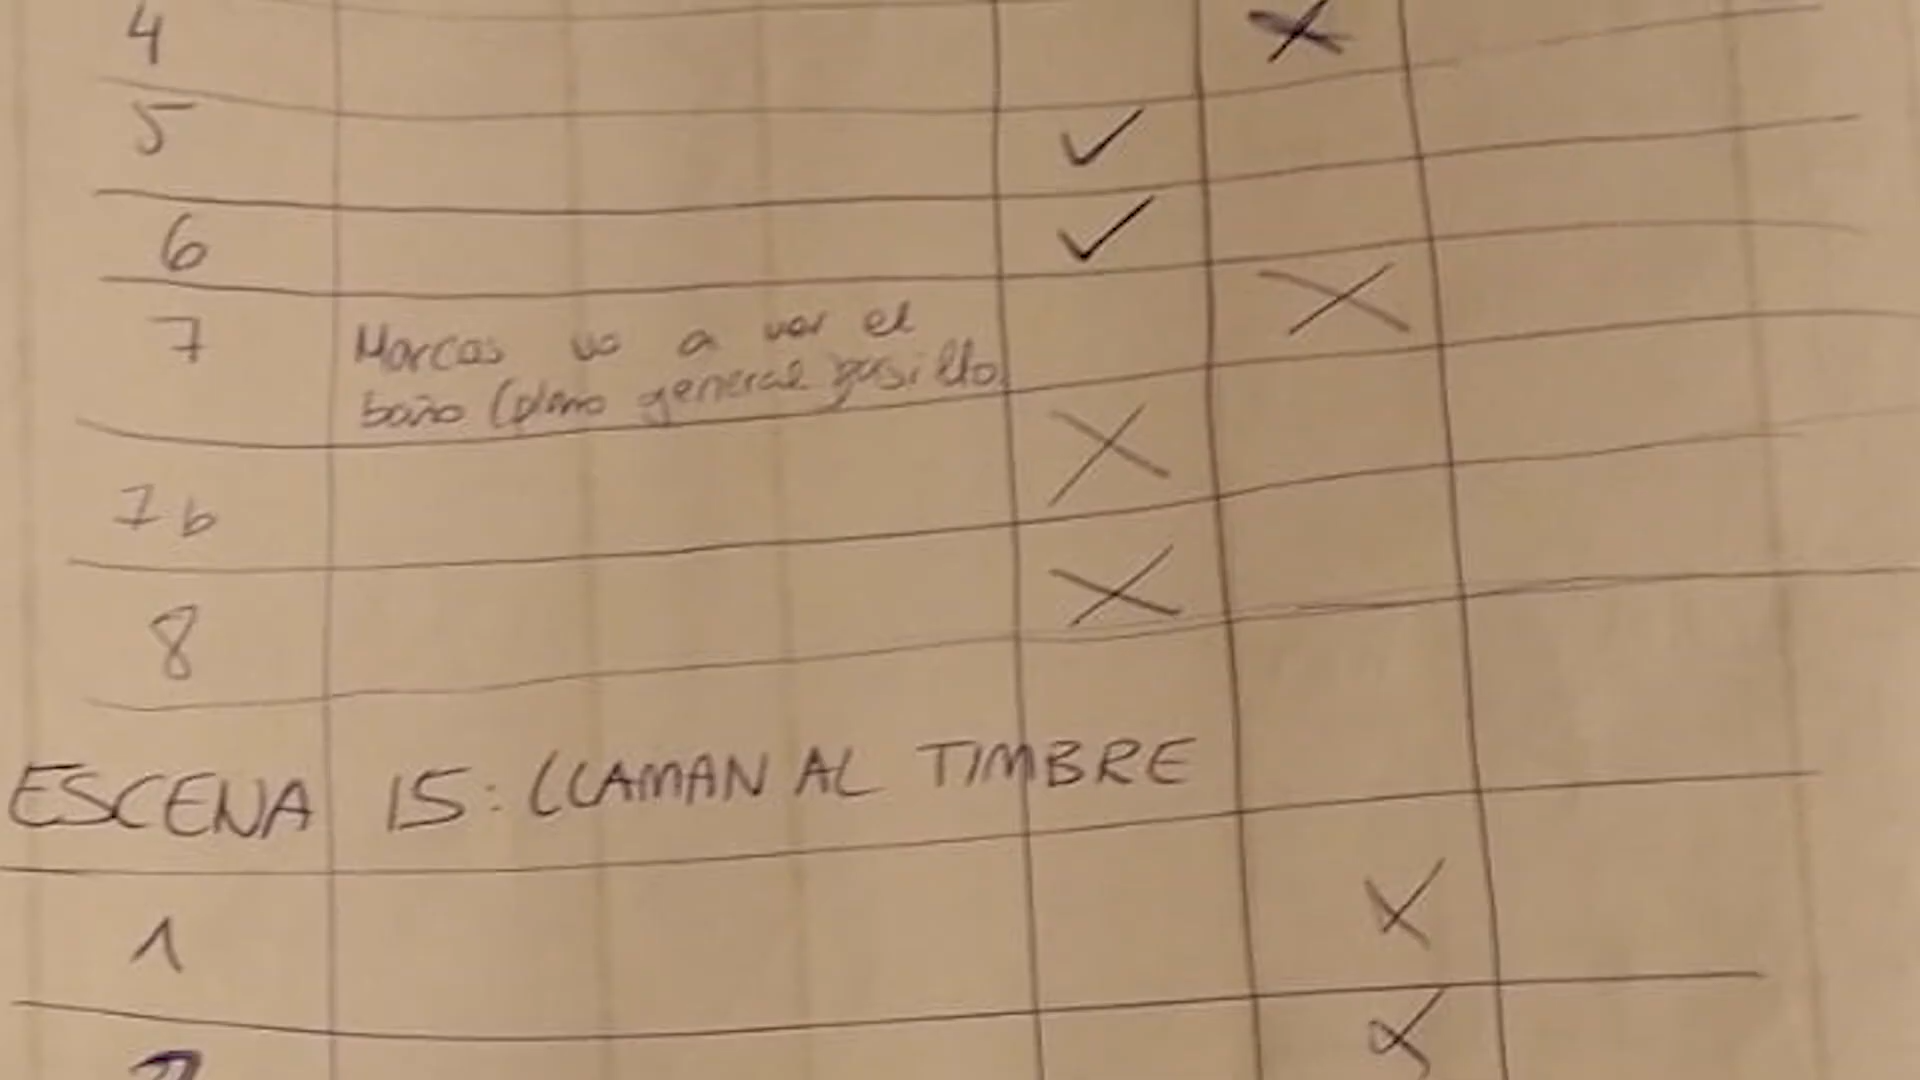 4
5
6
7 Marcos va a ver el
baño (plano general pasillo
7b
8
ESCENA 15: LLAMAN AL TIMBRE
1
2